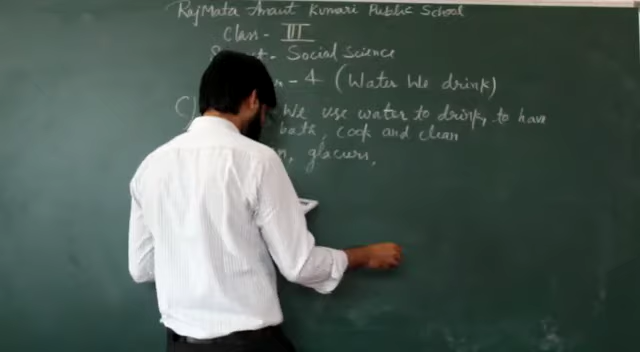 RajMata Anant Kumari Public School
Class - III
- Social Science
- 4 (Water We drink)
We use water to drink, to have
bath, cook and clean
glaciers,